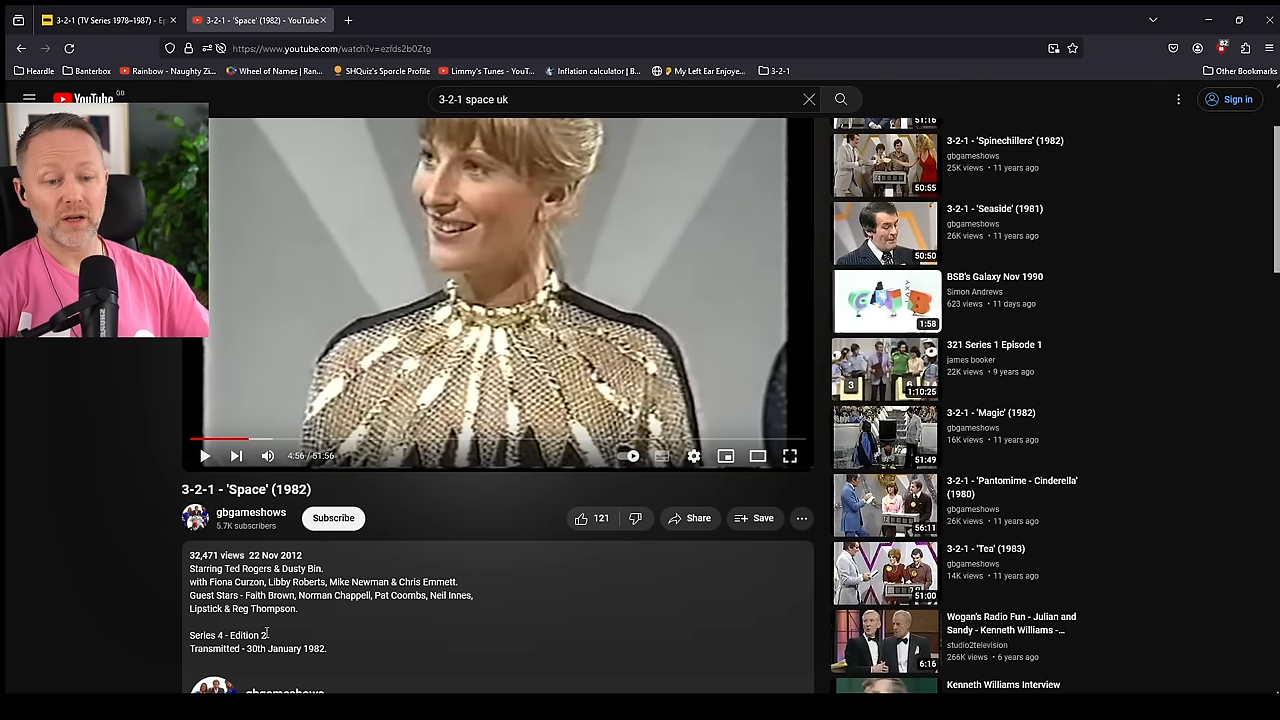 3-2-1 (TV Series 1978–1987) - Ep
3-2-1 - 'Space' (1982) - YouTube
https://www.youtube.com/watch?v=ezfds2b0Ztg
82
Heardle
Banterbox
Rainbow - Naughty Zi...
Wheel of Names | Ran...
SHQuiz's Sporcle Profile
Limmy's Tunes - YouT...
Inflation calculator | B...
My Left Ear Enjoye...
3-2-1
Other Bookmarks
YouTube GB
3-2-1 space uk
Sign in
51:16
3-2-1 - 'Spinechillers' (1982)
gbgameshows
25K views • 11 years ago
50:55
3-2-1 - 'Seaside' (1981)
gbgameshows
26K views • 11 years ago
50:50
BSB's Galaxy Nov 1990
Simon Andrews
623 views • 11 days ago
1:58
321 Series 1 Episode 1
james booker
22K views • 9 years ago
1:10:25
3-2-1 - 'Magic' (1982)
gbgameshows
16K views • 11 years ago
51:49
3-2-1 - 'Pantomime - Cinderella'
(1980)
gbgameshows
26K views • 11 years ago
56:11
3-2-1 - 'Tea' (1983)
gbgameshows
14K views • 11 years ago
51:00
Wogan's Radio Fun - Julian and
Sandy - Kenneth Williams -...
studio2television
266K views • 6 years ago
6:16
Kenneth Williams Interview
4:56 / 51:56
3-2-1 - 'Space' (1982)
gbgameshows
5.7K subscribers
Subscribe
121
Share
Save
32,471 views 22 Nov 2012
Starring Ted Rogers & Dusty Bin.
with Fiona Curzon, Libby Roberts, Mike Newman & Chris Emmett.
Guest Stars - Faith Brown, Norman Chappell, Pat Coombs, Neil Innes,
Lipstick & Reg Thompson.
Series 4 - Edition 2
Transmitted - 30th January 1982.
gbgameshows